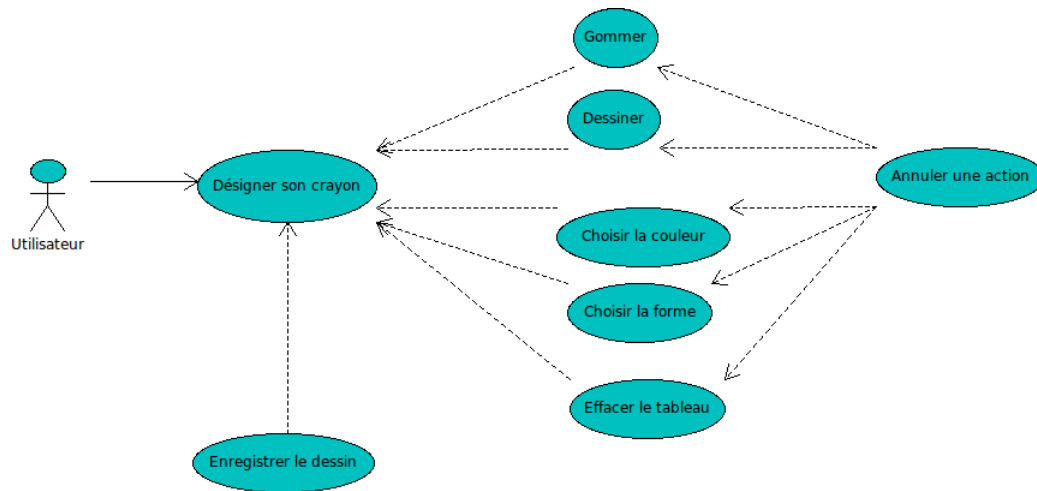 Gommer
Dessiner
Annuler une action
Désigner son crayon
Utilisateur
Choisir la couleur
Choisir la forme
Effacer le tableau
Enregistrer le dessin